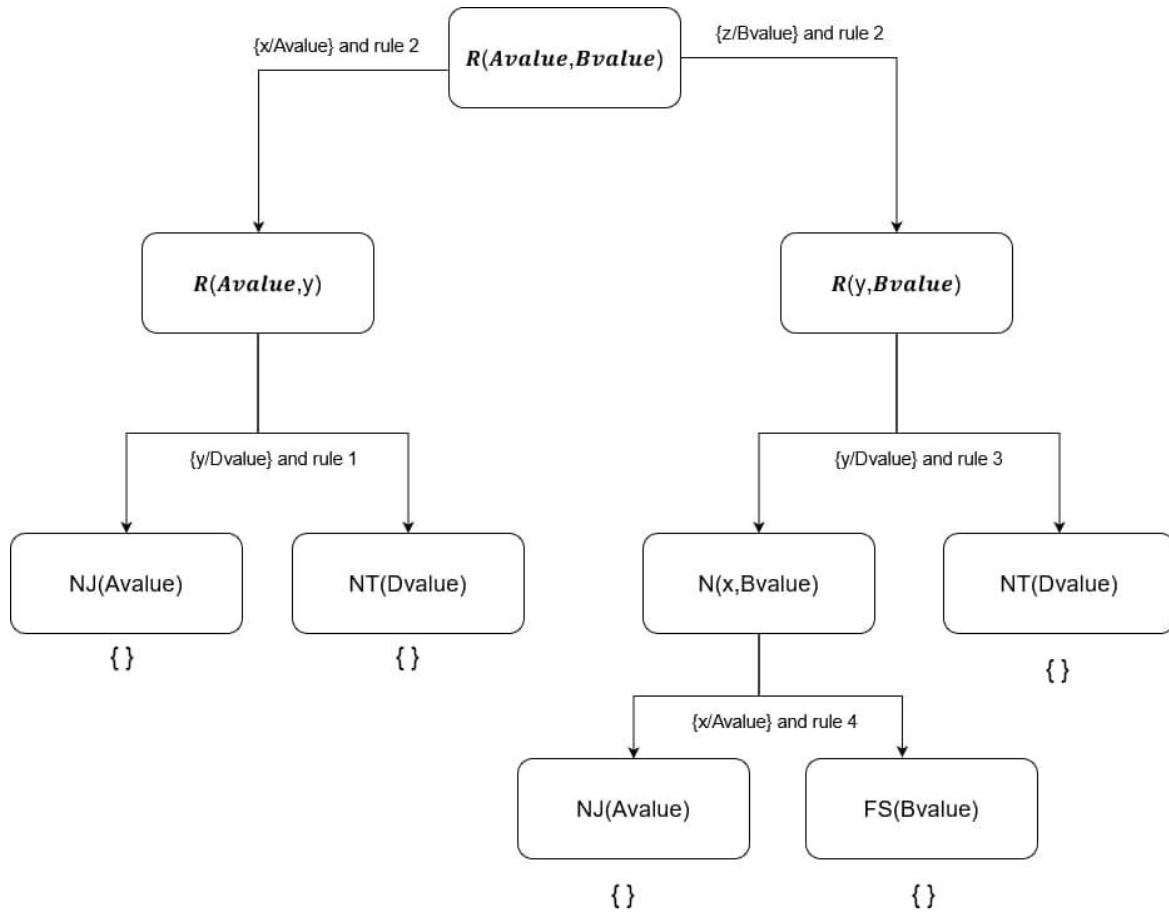 {x/Avalue} and rule 2
R(Avalue,Bvalue)
{z/Bvalue} and rule 2
R(Avalue,y)
R(y,Bvalue)
{y/Dvalue} and rule 1
{y/Dvalue} and rule 3
NJ(Avalue)
NT(Dvalue)
N(x,Bvalue)
NT(Dvalue)
{ }
{ }
{ }
{x/Avalue} and rule 4
NJ(Avalue)
FS(Bvalue)
{ }
{ }